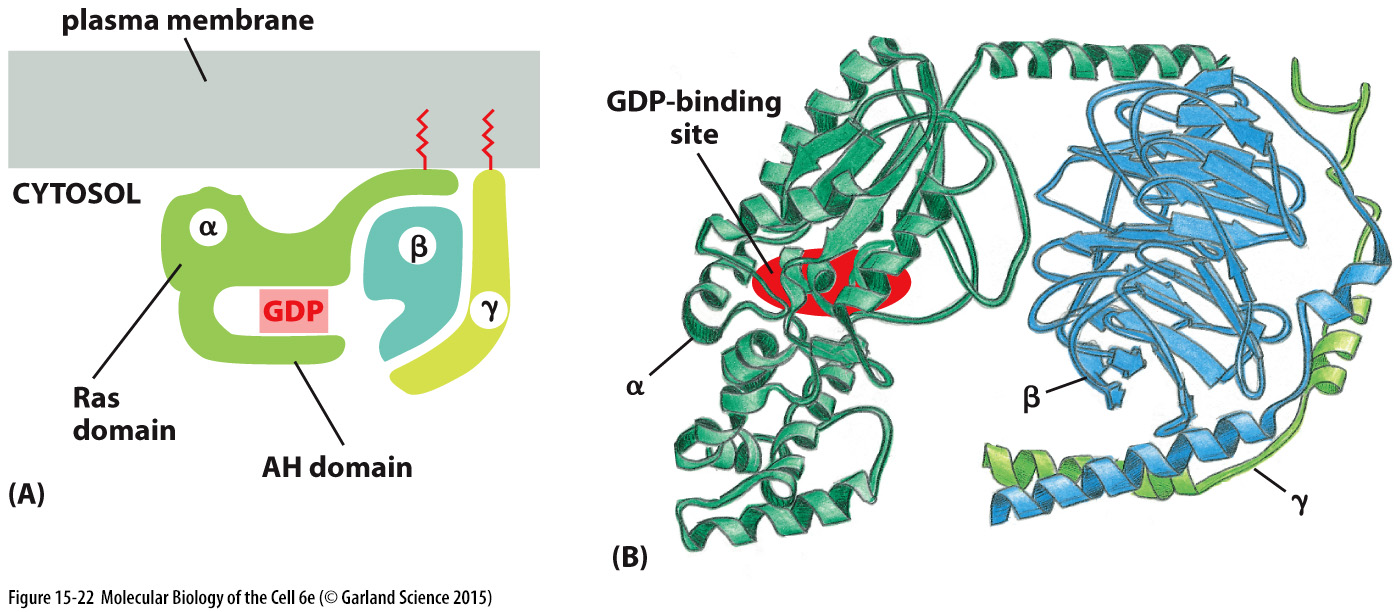 plasma membrane
CYTOSOL
α
β
γ
GDP
Ras
domain
AH domain
(A)
GDP-binding
site
α
β
γ
(B)
Figure 15-22 Molecular Biology of the Cell 6e (© Garland Science 2015)